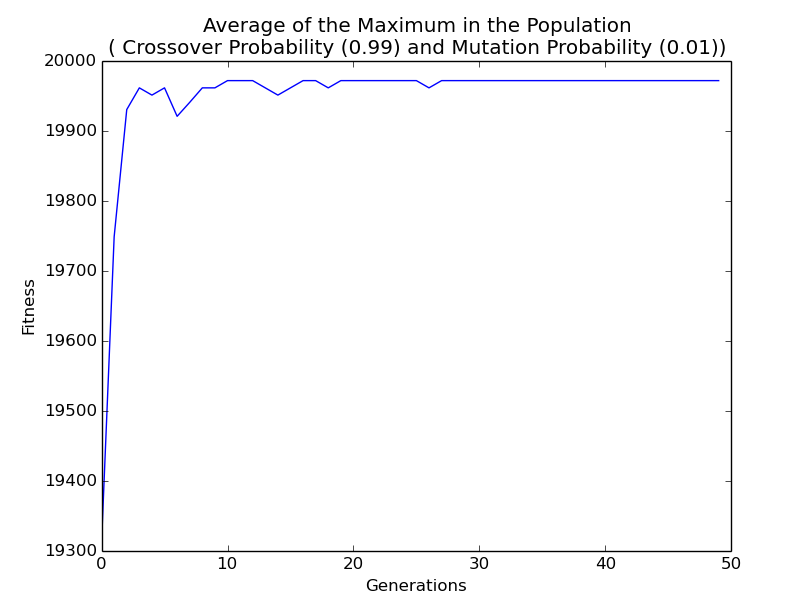 Average of the Maximum in the Population
( Crossover Probability (0.99) and Mutation Probability (0.01))
20000
19900
19800
19700
19600
19500
19400
19300
Fitness
0 10 20 30 40 50
Generations